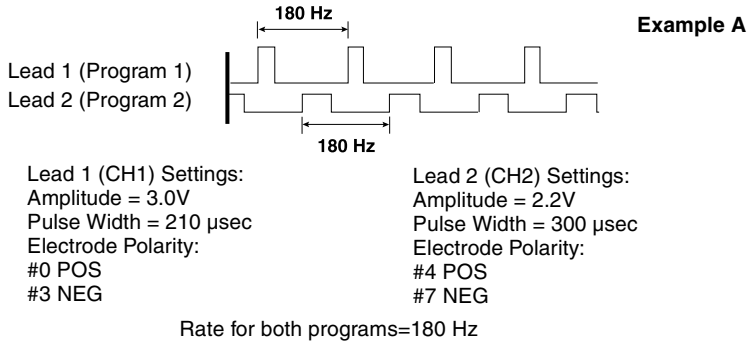 180 Hz
Example A
Lead 1 (Program 1)
Lead 2 (Program 2)
180 Hz
Lead 1 (CH1) Settings:
Amplitude = 3.0V
Pulse Width = 210 µsec
Electrode Polarity:
#0 POS
#3 NEG
Lead 2 (CH2) Settings:
Amplitude = 2.2V
Pulse Width = 300 µsec
Electrode Polarity:
#4 POS
#7 NEG
Rate for both programs=180 Hz